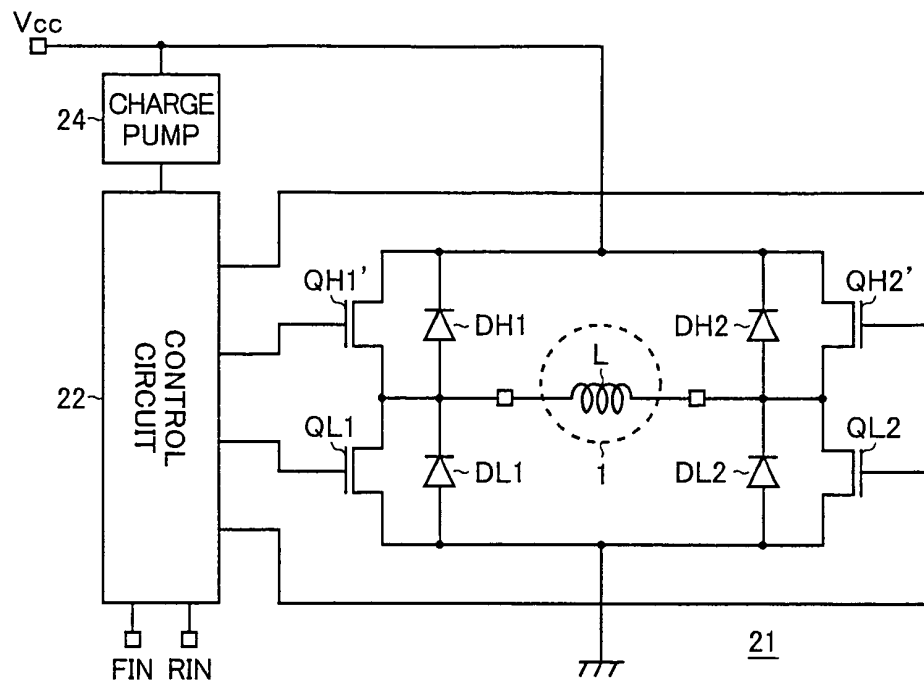 Vcc
24
CHARGE
PUMP
22
CONTROL
CIRCUIT
QH1'
DH1
DH2
QH2'
L
QL1
DL1
1
DL2
QL2
FIN
RIN
21